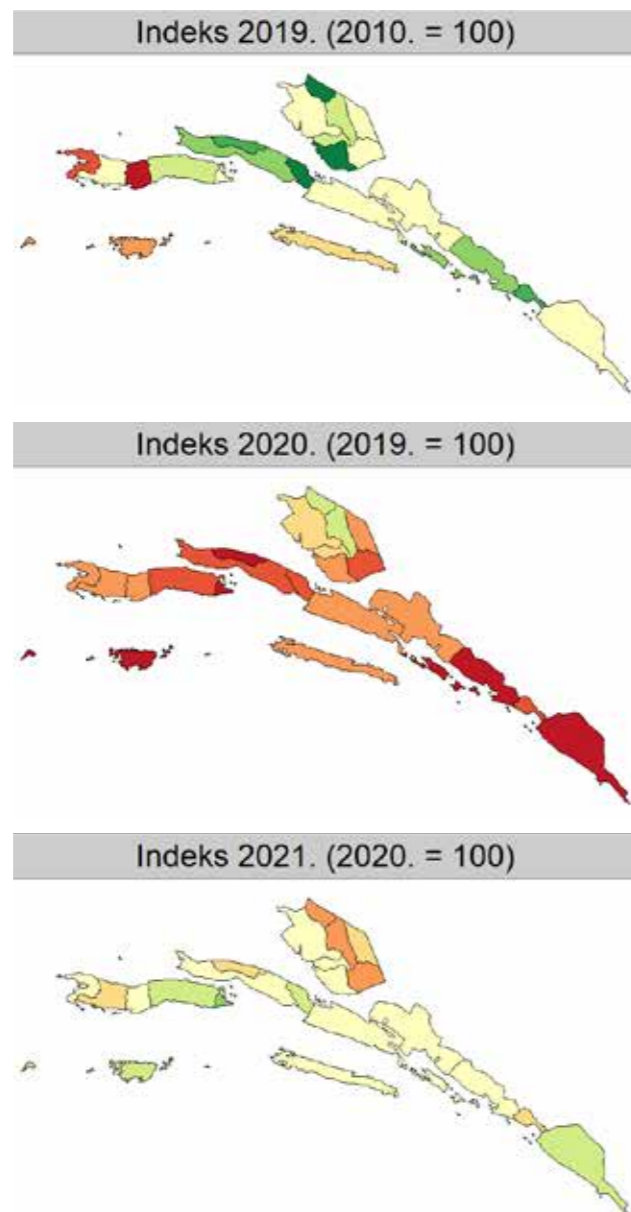 Indeks 2019. (2010. = 100)
Indeks 2020. (2019. = 100)
Indeks 2021. (2020. = 100)